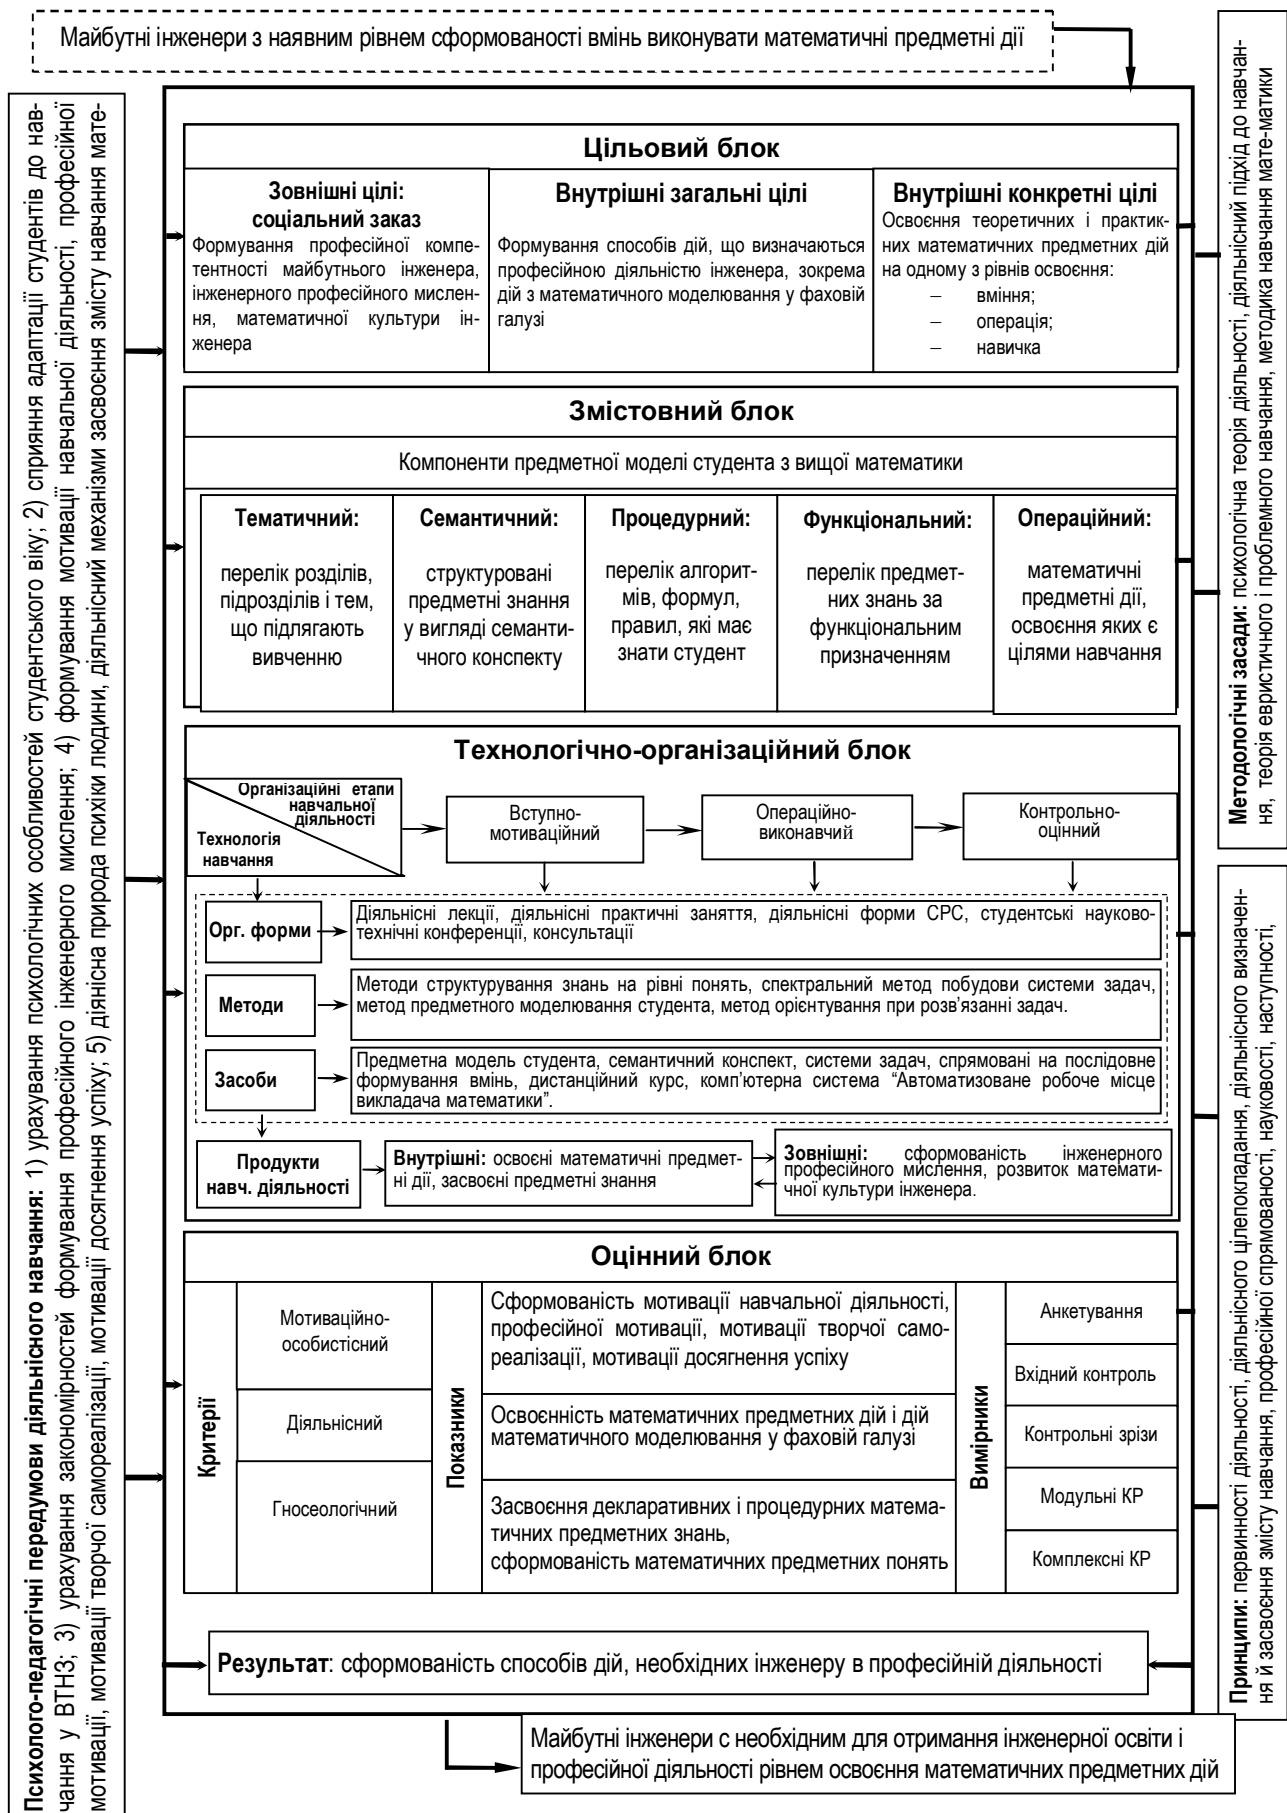 Майбутні інженери з наявним рівнем сформованості вмінь виконувати математичні предметні дії
Психолого-педагогічні передумови діяльнісного навчання: 1) урахування психологічних особливостей студентського віку; 2) сприяння адаптації студентів до нав-
чання у ВТНЗ; 3) урахування закономірностей формування професійного інженерного мислення; 4) формування мотивації навчальної діяльності, професійної
мотивації, мотивації творчої самореалізації, мотивації досягнення успіху; 5) діянісна природа психіки людини, діяльнісний механізми засвоєння змісту навчання мате-
Цільовий блок
Зовнішні цілі:
соціальний заказ
Формування професійної компе-
тентності майбутнього інженера,
інженерного професійного мислен-
ня, математичної культури ін-
женера
Внутрішні загальні цілі
Формування способів дій, що визначаються
професійною діяльністю інженера, зокрема
дій з математичного моделювання у фаховій
галузі
Внутрішні конкретні цілі
Освоєння теоретичних і практик-
них математичних предметних дій
на одному з рівнів освоєння:
– вміння;
– операція;
– навичка
Змістовний блок
Компоненти предметної моделі студента з вищої математики
Тематичний:
перелік розділів,
підрозділів і тем,
що підлягають
вивченню
Семантичний:
структуровані
предметні знання
у вигляді семанти-
чного конспекту
Процедурний:
перелік алгорит-
мів, формул,
правил, які має
знати студент
Функціональний:
перелік предмет-
них знань за
функціональним
призначенням
Операційний:
математичні
предметні дії,
освоєння яких є
цілями навчання
Технологічно-організаційний блок
Організаційні етапи
навчальної
діяльності
Технологія
навчання
Вступно-
мотиваційний
Операційно-
виконавчий
Контрольно-
оцінний
Орг. форми
Діяльнісні лекції, діяльнісні практичні заняття, діяльнісні форми СРС, студентські науково-
технічні конференції, консультації
Методи
Методи структурування знань на рівні понять, спектральний метод побудови системи задач,
метод предметного моделювання студента, метод орієнтування при розв’язанні задач.
Засоби
Предметна модель студента, семантичний конспект, системи задач, спрямовані на послідовне
формування вмінь, дистанційний курс, комп’ютерна система “Автоматизоване робоче місце
викладача математики”.
Продукти
навч. діяльності
Внутрішні: освоєні математичні предмет-
ні дії, засвоєні предметні знання
Зовнішні: сформованість інженерного
професійного мислення, розвиток математи-
чної культури інженера.
Оцінний блок
Критерії
Мотиваційно-
особистісний
Діяльнісний
Гносеологічний
Показники
Сформованість мотивації навчальної діяльності,
професійної мотивації, мотивації творчої само-
реалізації, мотивації досягнення успіху
Освоєнність математичних предметних дій і дій
математичного моделювання у фаховій галузі
Засвоєння декларативних і процедурних матема-
тичних предметних знань,
сформованість математичних предметних понять
Вимірники
Анкетування
Вхідний контроль
Контрольні зрізи
Модульні КР
Комплексні КР
Результат: сформованість способів дій, необхідних інженеру в професійній діяльності
Методологічні засади: психологічна теорія діяльності, діяльнісний підхід до навчан-
ня, теорія евристичного і проблемного навчання, методика навчання мате-матики
Принципи: первинності діяльності, діяльнісного цілепокладання, діяльнісного визначен-
ня й засвоєння змісту навчання, професійної спрямованості, науковості, наступності,
Майбутні інженери с необхідним для отримання інженерної освіти і
професійної діяльності рівнем освоєння математичних предметних дій